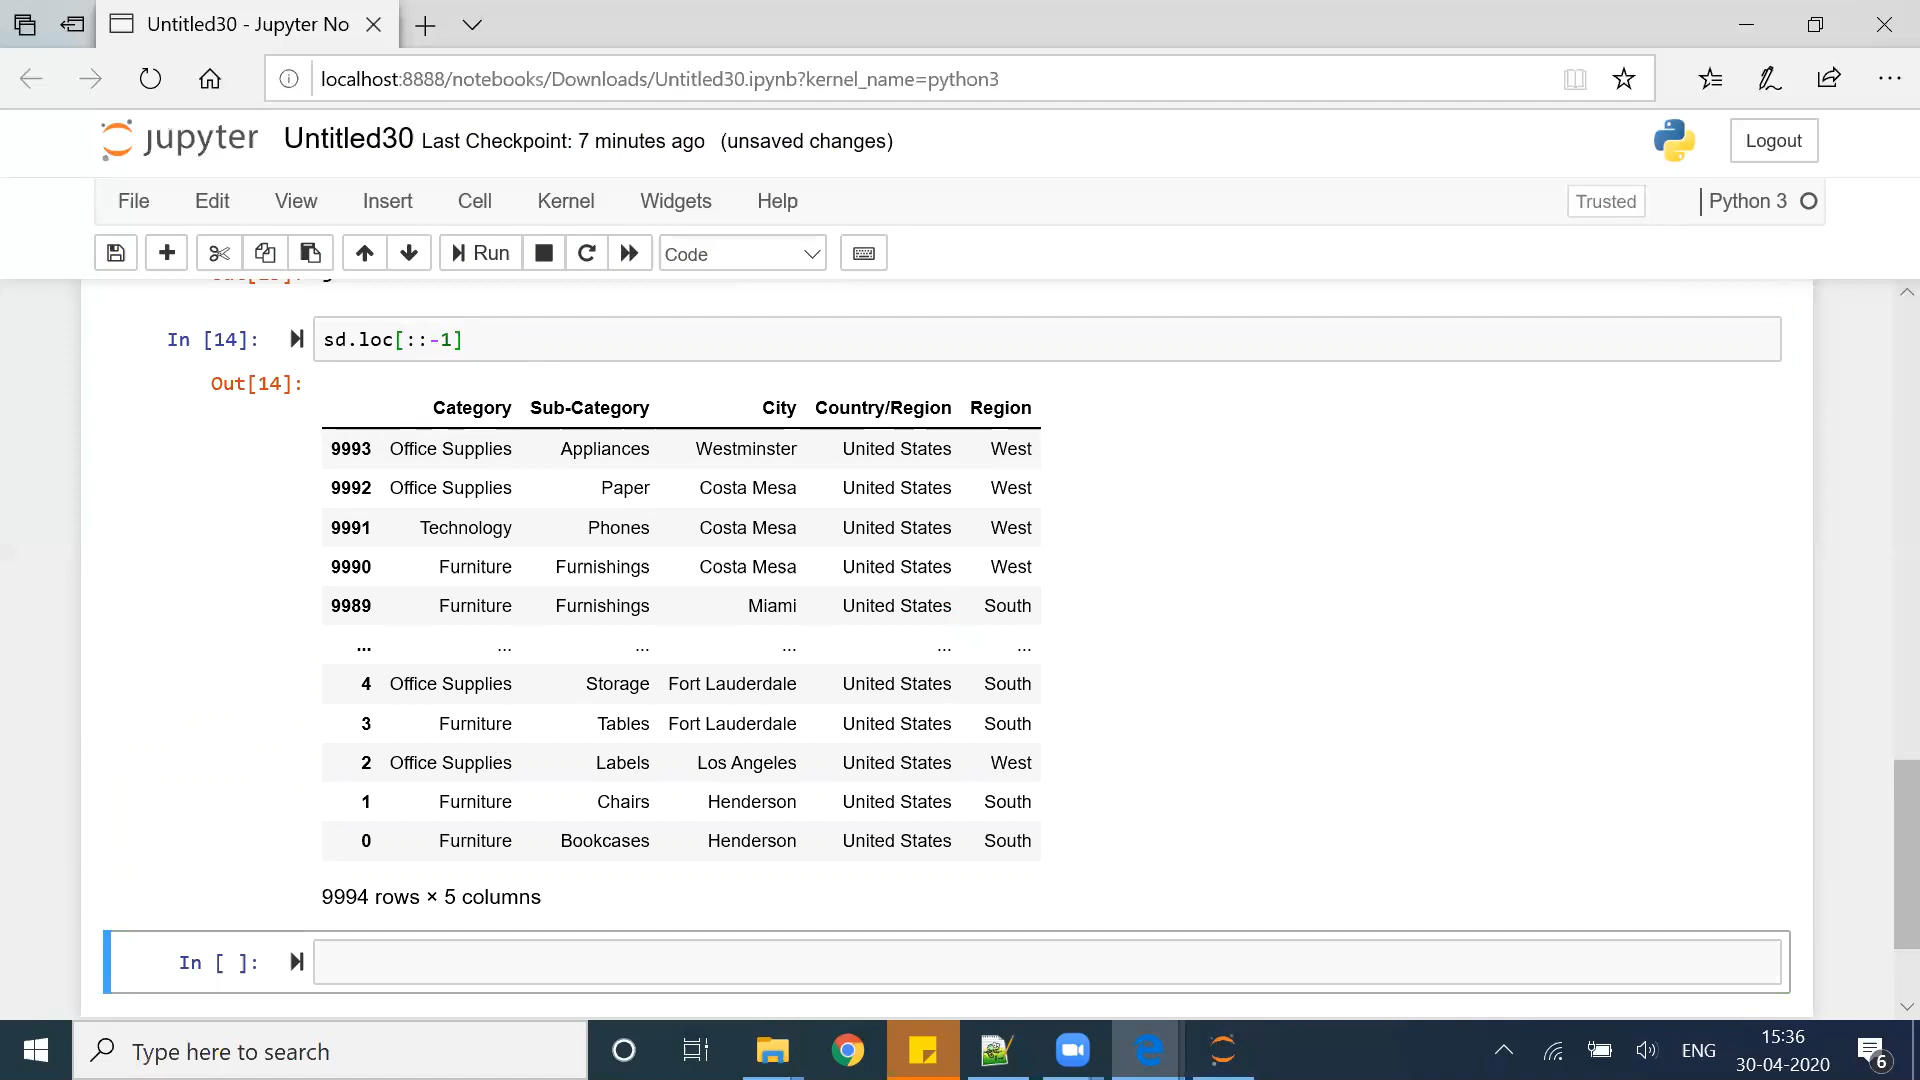 Untitled30 - Jupyter No
localhost:8888/notebooks/Downloads/Untitled30.ipynb?kernel_name=python3
jupyter Untitled30 Last Checkpoint: 7 minutes ago (unsaved changes)
Logout
File Edit View Insert Cell Kernel Widgets Help
Trusted
Python 3
Run
Code
In [14]: sd.loc[::-1]
Out[14]:
Category Sub-Category City Country/Region Region
9993 Office Supplies Appliances Westminster United States West
9992 Office Supplies Paper Costa Mesa United States West
9991 Technology Phones Costa Mesa United States West
9990 Furniture Furnishings Costa Mesa United States West
9989 Furniture Furnishings Miami United States South
... ... ... ... ... ...
4 Office Supplies Storage Fort Lauderdale United States South
3 Furniture Tables Fort Lauderdale United States South
2 Office Supplies Labels Los Angeles United States West
1 Furniture Chairs Henderson United States South
0 Furniture Bookcases Henderson United States South
9994 rows × 5 columns
In [ ]:
Type here to search
ENG
15:36
30-04-2020
6